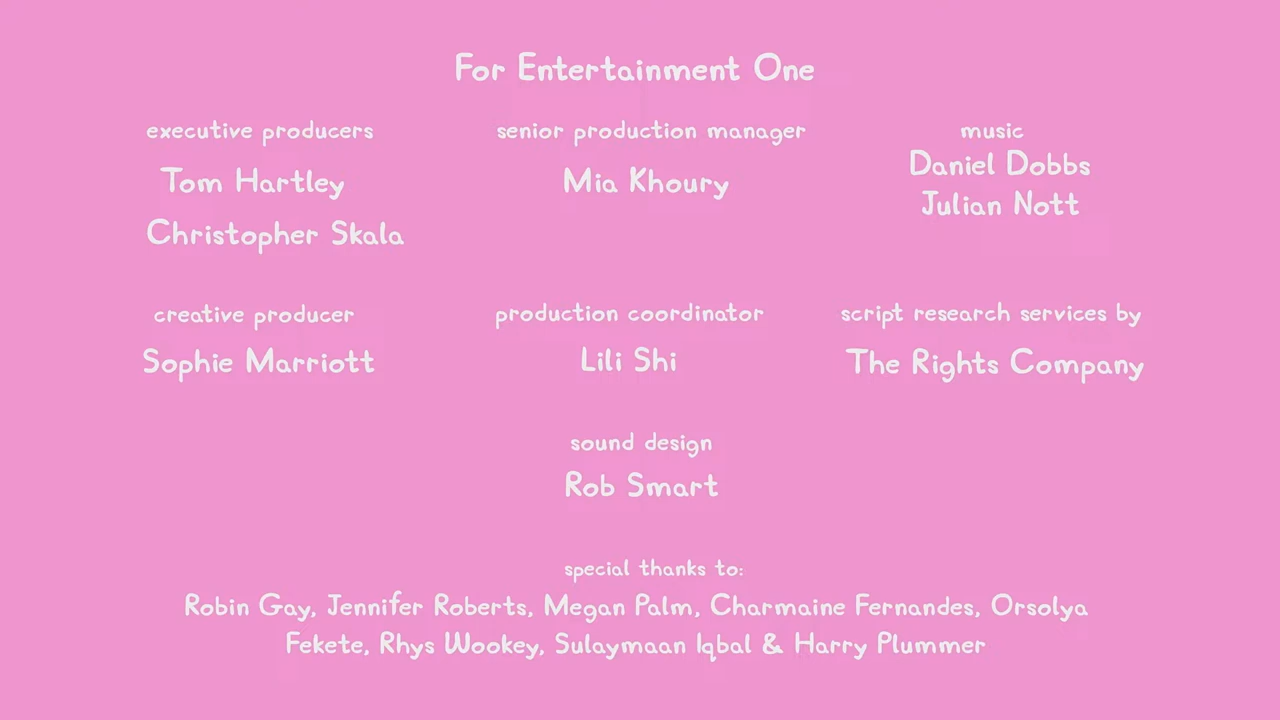 For Entertainment One
executive producers
Tom Hartley
Christopher Skala
senior production manager
Mia Khoury
music
Daniel Dobbs
Julian Nott
creative producer
Sophie Marriott
production coordinator
Lili Shi
script research services by
The Rights Company
sound design
Rob Smart
special thanks to:
Robin Gay, Jennifer Roberts, Megan Palm, Charmaine Fernandes, Orsolya
Fekete, Rhys Wookey, Sulaymaan Iqbal & Harry Plummer